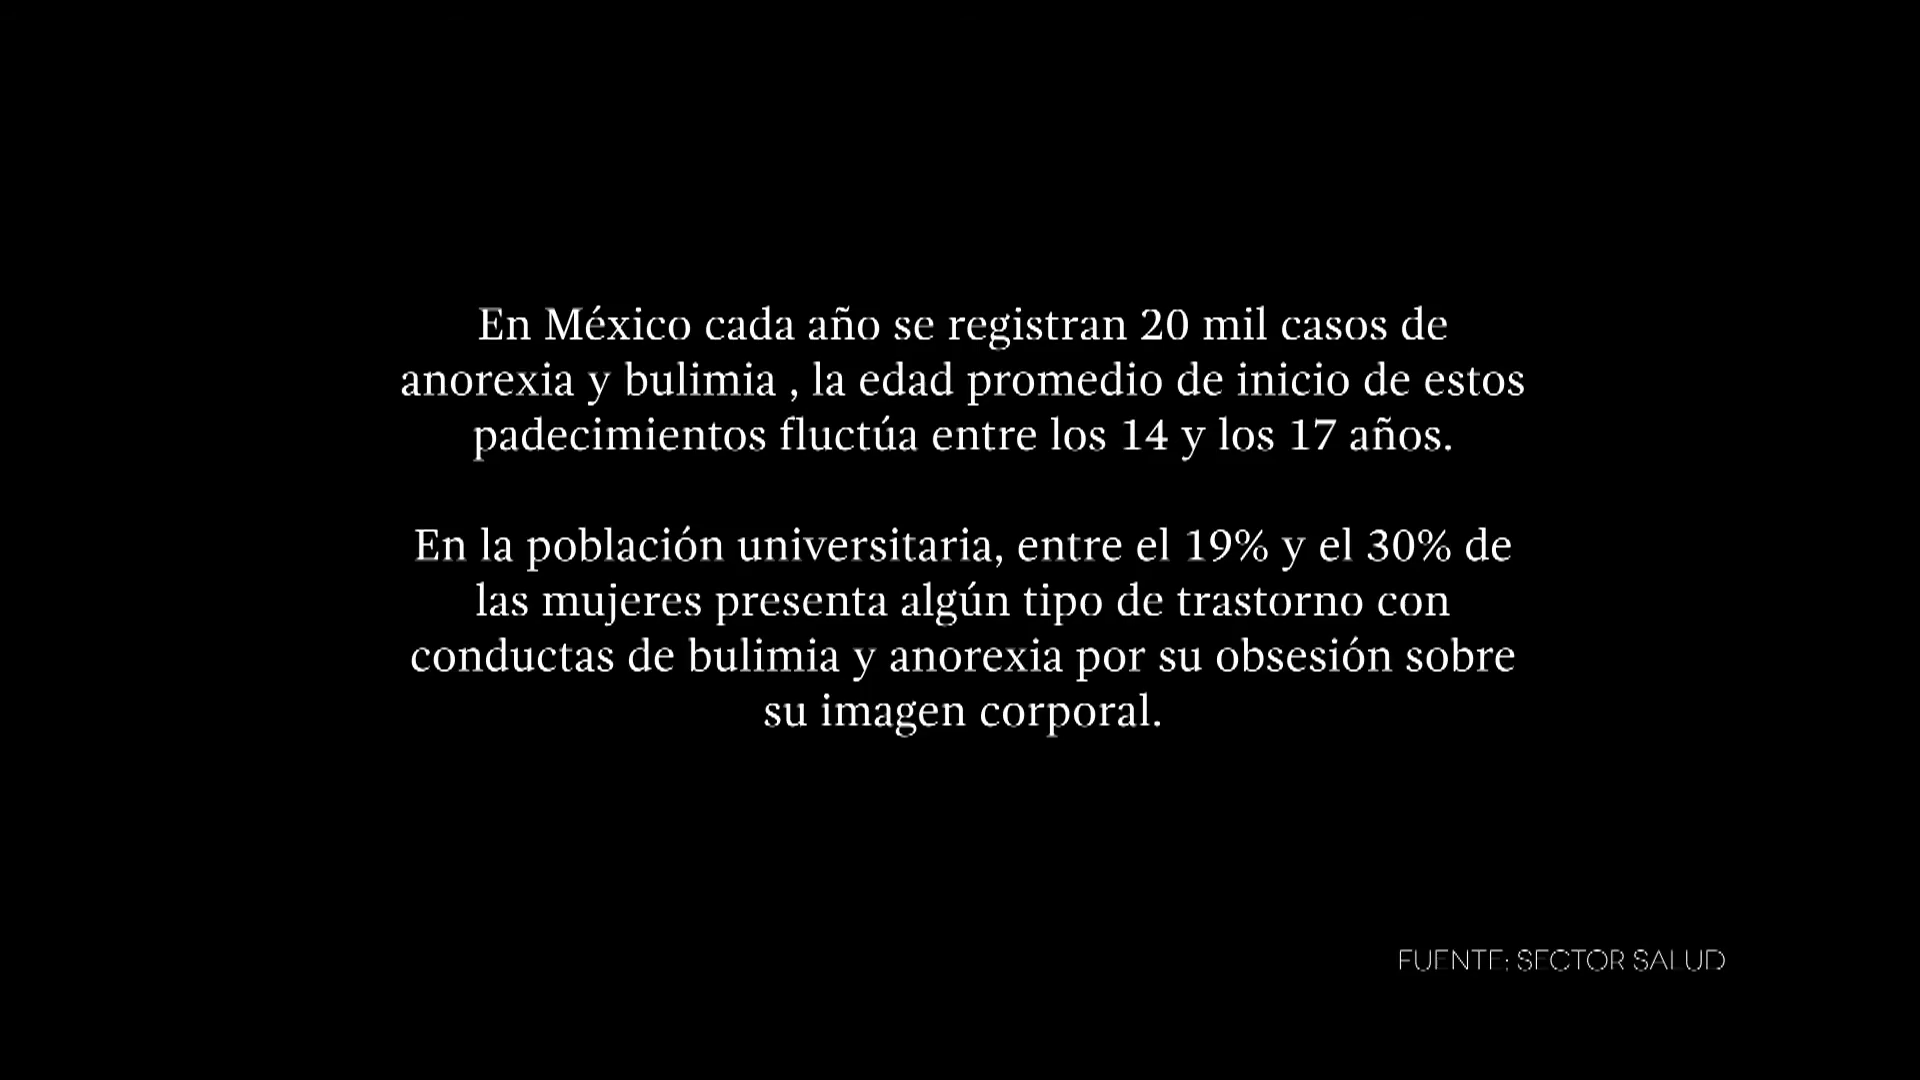 En México cada año se registran 20 mil casos de
anorexia y bulimia , la edad promedio de inicio de estos
padecimientos fluctúa entre los 14 y los 17 años.
En la población universitaria, entre el 19% y el 30% de
las mujeres presenta algún tipo de trastorno con
conductas de bulimia y anorexia por su obsesión sobre
su imagen corporal.
FUENTE: SECTOR SALUD